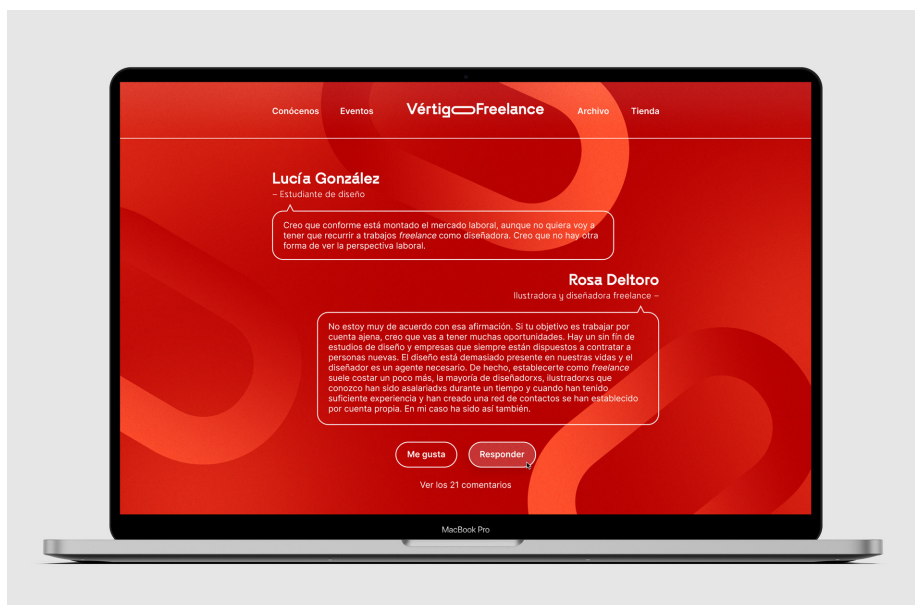 Conócenos Eventos Vértigo Freelance Archivo Tienda
Lucía González
– Estudiante de diseño
Creo que conforme está montado el mercado laboral, aunque no quiera voy a
tener que recurrir a trabajos freelance como diseñadora. Creo que no hay otra
forma de ver la perspectiva laboral.
Rosa Deltoro
Ilustradora y diseñadora freelance –
No estoy muy de acuerdo con esa afirmación. Si tu objetivo es trabajar por
cuenta ajena, creo que vas a tener muchas oportunidades. Hay un sin fin de
estudios de diseño y empresas que siempre están dispuestos a contratar a
personas nuevas. El diseño está demasiado presente en nuestras vidas y el
diseñador es un agente necesario. De hecho, establecerte como freelance
suele costar un poco más, la mayoría de diseñadorxs, ilustradorxs que
conozco han sido asalariadxs durante un tiempo y cuando han tenido
suficiente experiencia y han creado una red de contactos se han establecido
por cuenta propia. En mi caso ha sido así también.
Me gusta Responder
Ver los 21 comentarios
MacBook Pro